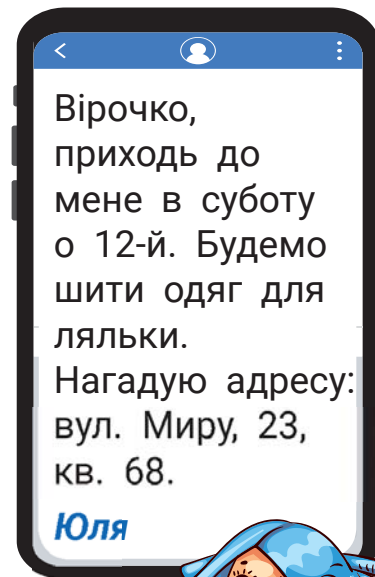 Вірочко,
приходь до
мене в суботу
о 12-й. Будемо
шити одяг для
ляльки.
Нагадую адресу:
вул. Миру, 23,
кв. 68.
Юля